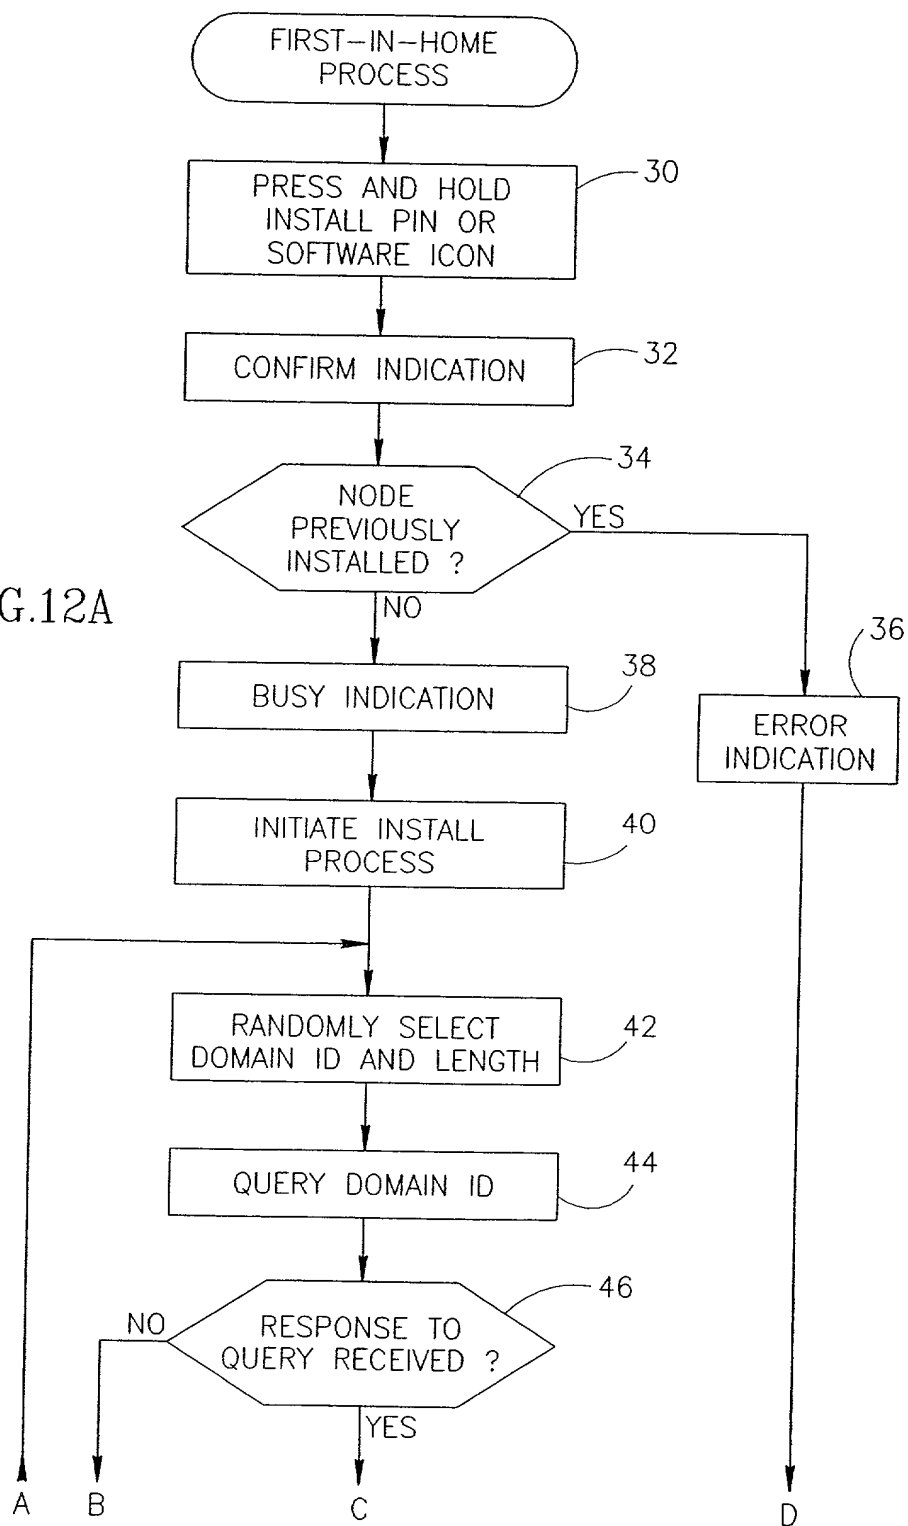 FIRST–IN–HOME
PROCESS
30
PRESS AND HOLD
INSTALL PIN OR
SOFTWARE ICON
32
CONFIRM INDICATION
34
NODE
PREVIOUSLY
INSTALLED ?
YES
NO
G.12A
36
ERROR
INDICATION
38
BUSY INDICATION
40
INITIATE INSTALL
PROCESS
42
RANDOMLY SELECT
DOMAIN ID AND LENGTH
44
QUERY DOMAIN ID
46
RESPONSE TO
QUERY RECEIVED ?
NO
YES
A
B
C
D